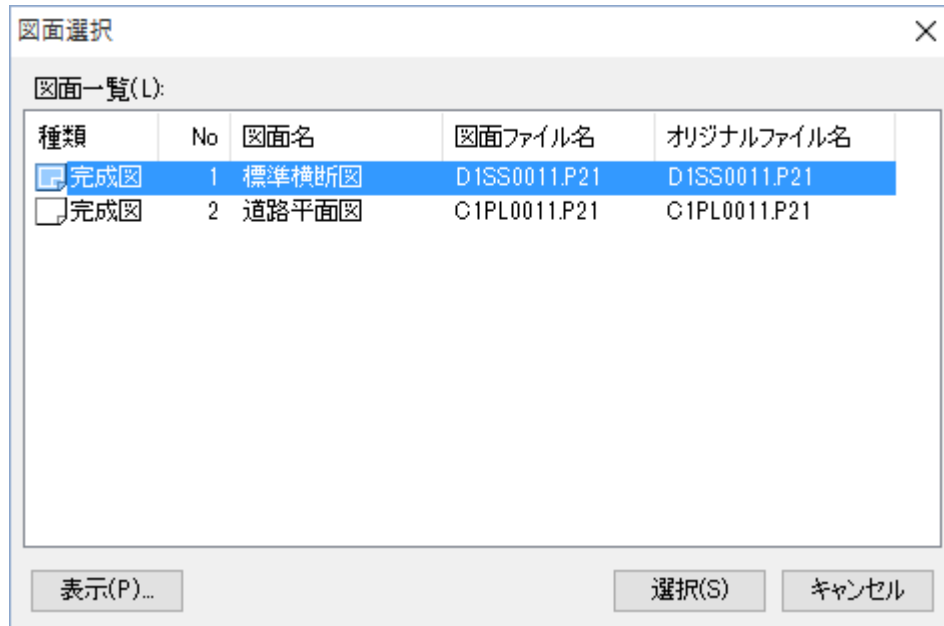 図面選択
図面一覧(L):
種類 No 図面名 図面ファイル名 オリジナルファイル名
完成図 1 標準横断図 D1SS0011.P21 D1SS0011.P21
完成図 2 道路平面図 C1PL0011.P21 C1PL0011.P21
表示(P)... 選択(S) キャンセル